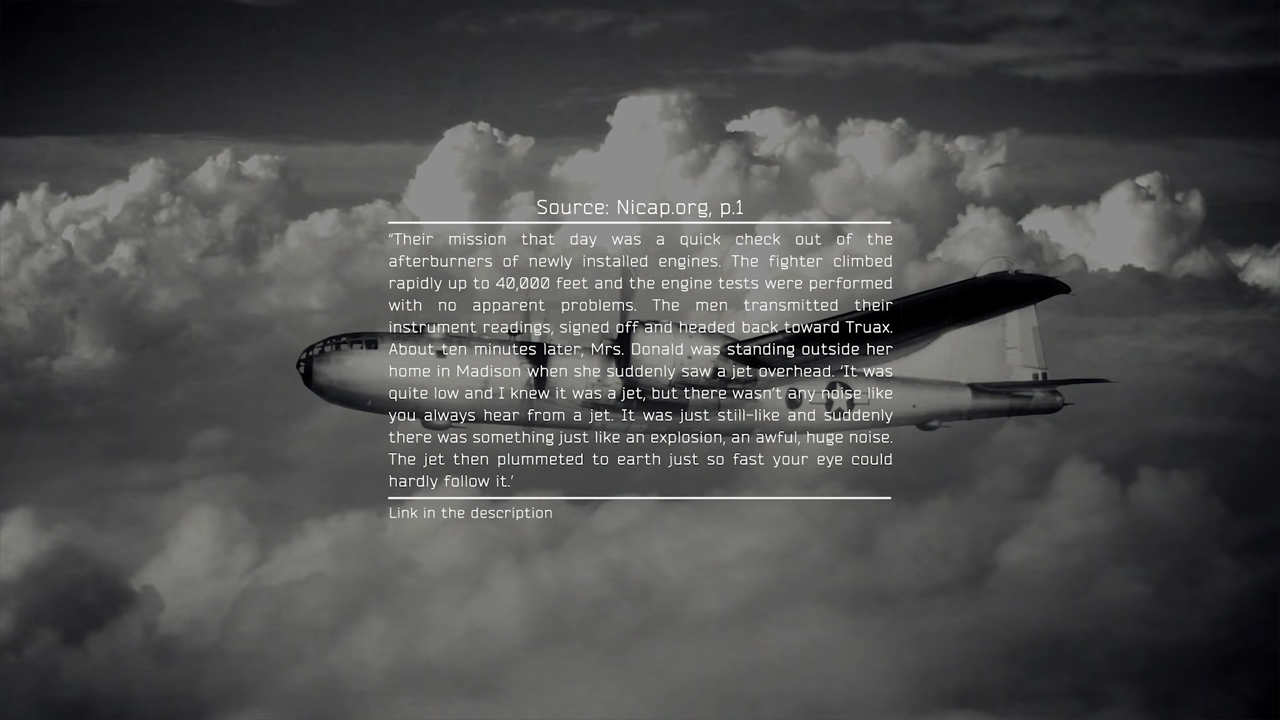 Source: Nicap.org, p.1
"Their mission that day was a quick check out of the
afterburners of newly installed engines. The fighter climbed
rapidly up to 40,000 feet and the engine tests were performed
with no apparent problems. The men transmitted their
instrument readings, signed off and headed back toward Truax.
About ten minutes later, Mrs. Donald was standing outside her
home in Madison when she suddenly saw a jet overhead. 'It was
quite low and I knew it was a jet, but there wasn't any noise like
you always hear from a jet. It was just still-like and suddenly
there was something just like an explosion, an awful, huge noise.
The jet then plummeted to earth just so fast your eye could
hardly follow it.'
Link in the description